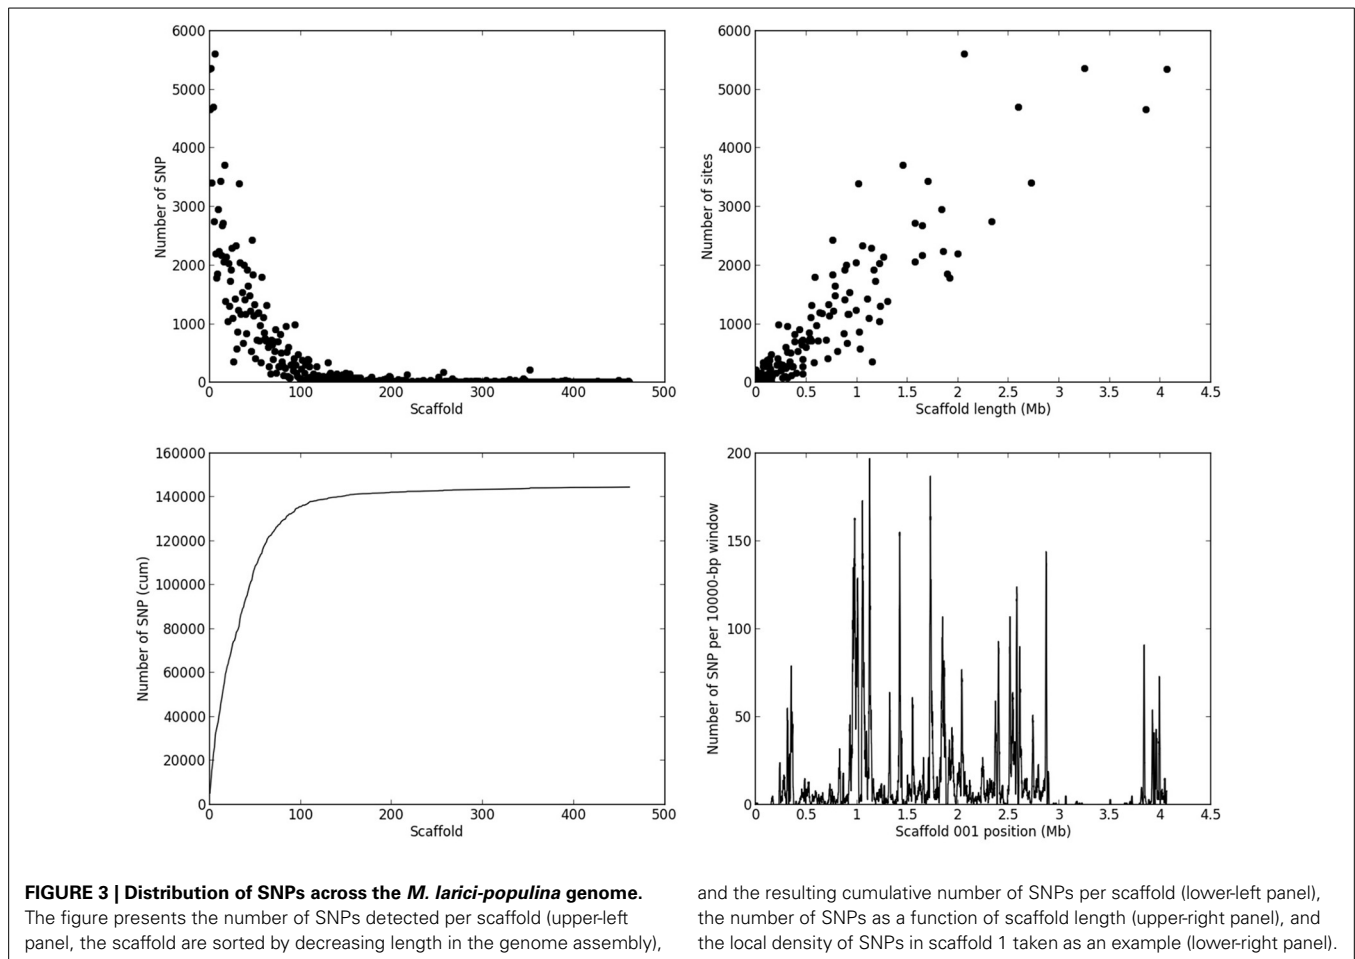 6000
5000
4000
3000
2000
1000
0
Number of SNP
0 100 200 300 400 500
Scaffold
6000
5000
4000
3000
2000
1000
0
Number of sites
0 0.5 1 1.5 2 2.5 3 3.5 4 4.5
Scaffold length (Mb)
160000
140000
120000
100000
80000
60000
40000
20000
0
Number of SNP (cum)
0 100 200 300 400 500
Scaffold
200
150
100
50
0
Number of SNP per 10000-bp window
0 0.5 1 1.5 2 2.5 3 3.5 4 4.5
Scaffold 001 position (Mb)
FIGURE 3 | Distribution of SNPs across the M. larici-populina genome.
The figure presents the number of SNPs detected per scaffold (upper-left
panel, the scaffold are sorted by decreasing length in the genome assembly),
and the resulting cumulative number of SNPs per scaffold (lower-left panel),
the number of SNPs as a function of scaffold length (upper-right panel), and
the local density of SNPs in scaffold 1 taken as an example (lower-right panel).